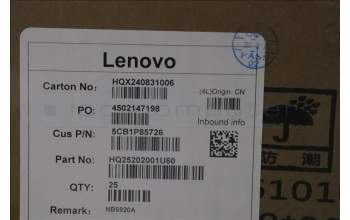 Lenovo
Carton No: HQX240831006
(4L)Origin: CN
PO: 4502147198
Inbound info
Cus P/N: 5CB1P85726
Part No: HQ25202001U60
QTY: 25
Remark: NB6920A
防 潮